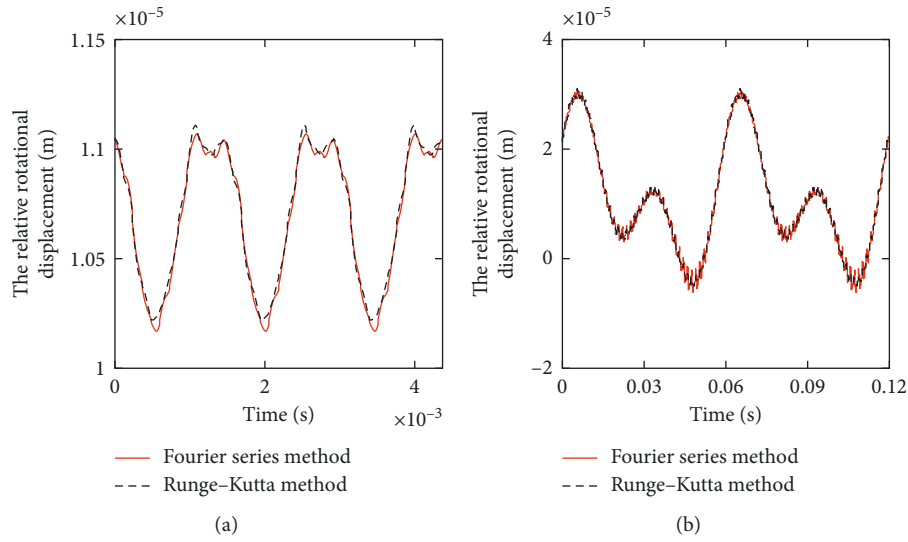 ×10⁻⁵
1.15
1.1
1.05
1
The relative rotational
displacement (m)
0
2
4
Time (s)
×10⁻³
Fourier series method
Runge–Kutta method
(a)
×10⁻⁵
4
2
0
−2
The relative rotational
displacement (m)
0
0.03
0.06
0.09
0.12
Time (s)
Fourier series method
Runge–Kutta method
(b)